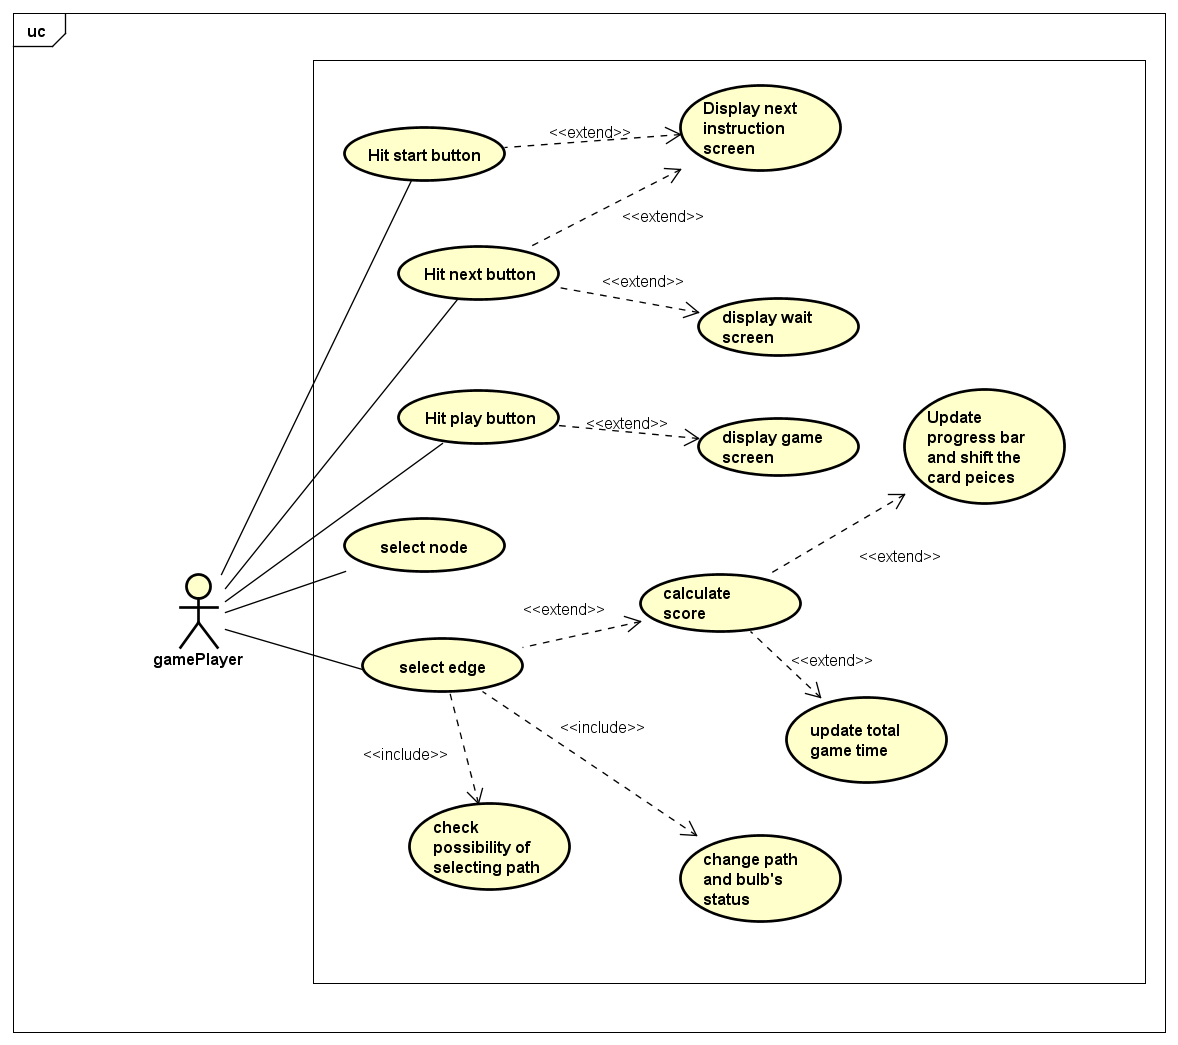 uc
Display next
instruction
screen
<<extend>>
Hit start button
<<extend>>
Hit next button
<<extend>>
display wait
screen
Hit play button
<<extend>>
display game
screen
Update
progress bar
and shift the
card peices
select node
<<extend>>
calculate
score
<<extend>>
gamePlayer
select edge
<<extend>>
<<include>>
update total
game time
<<include>>
check
possibility of
selecting path
change path
and bulb's
status